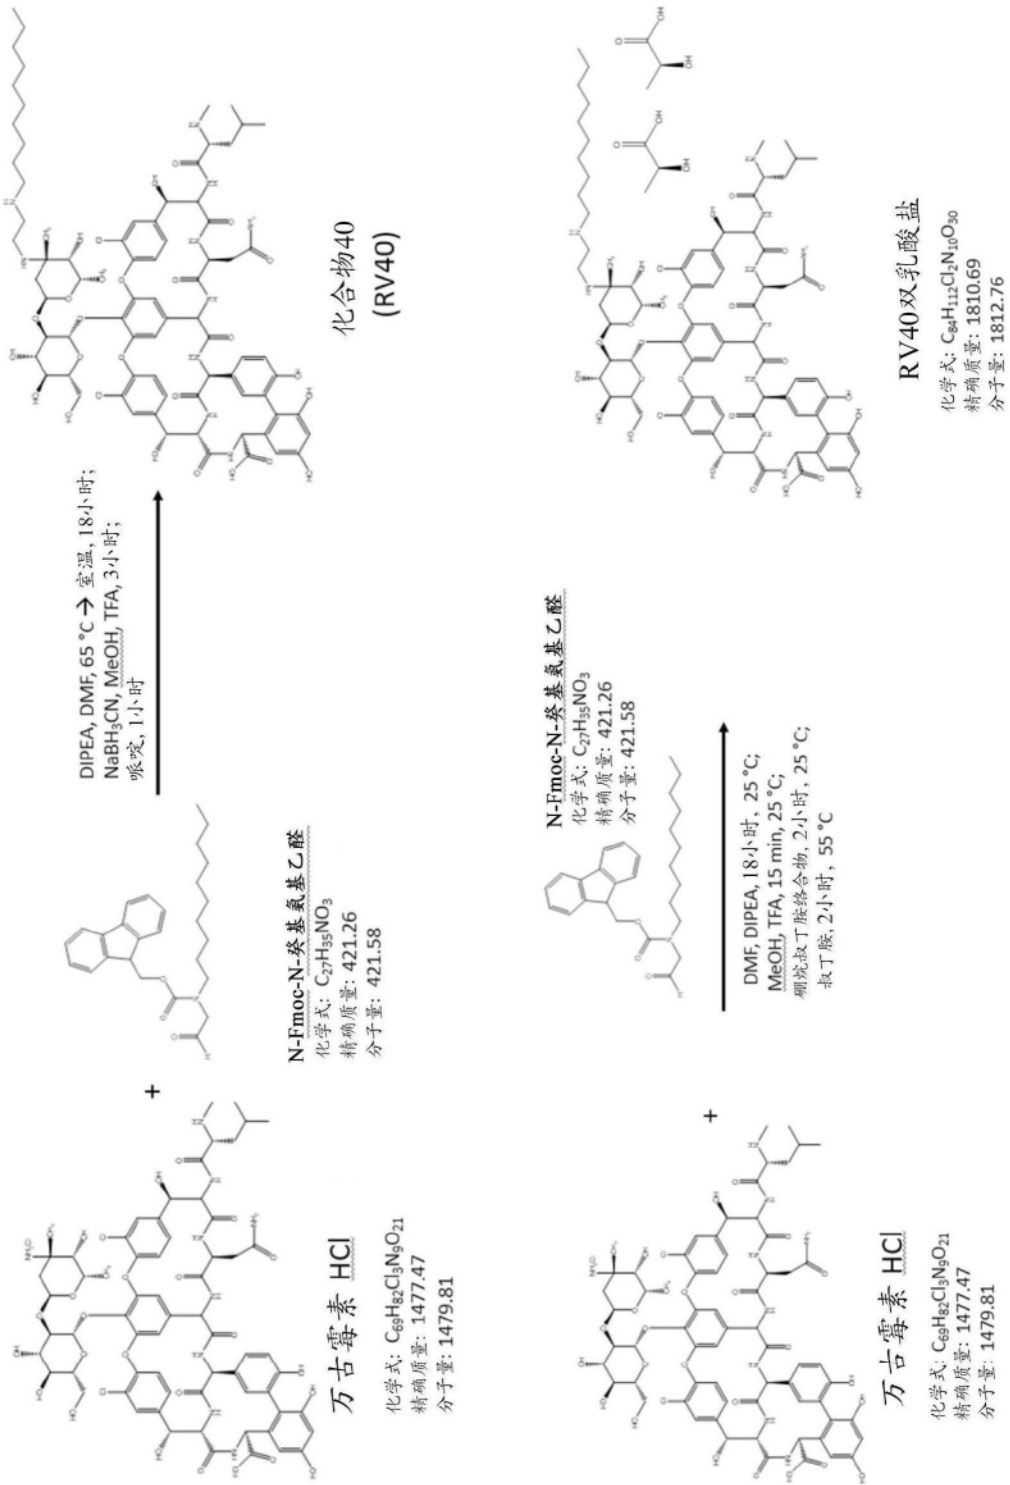 万古霉素 HCl
化学式: C₆₉H₈₂Cl₃N₉O₂₁
精确质量: 1477.47
分子量: 1479.81
+
N-Fmoc-N-癸基氨基乙醛
化学式: C₂₇H₃₅NO₃
精确质量: 421.26
分子量: 421.58
DIPEA, DMF, 65 °C → 室温, 18小时;
NaBH₃CN, MeOH, TFA, 3小时;
哌啶, 1小时
化合物40
(RV40)
万古霉素 HCl
化学式: C₆₉H₈₂Cl₃N₉O₂₁
精确质量: 1477.47
分子量: 1479.81
+
N-Fmoc-N-癸基氨基乙醛
化学式: C₂₇H₃₅NO₃
精确质量: 421.26
分子量: 421.58
DMF, DIPEA, 18小时, 25 °C;
MeOH, TFA, 15 min, 25 °C;
硼烷叔丁胺络合物, 2小时, 25 °C;
叔丁胺, 2小时, 55 °C
RV40双乳酸盐
化学式: C₈₄H₁₁₂Cl₂N₁₀O₃₀
精确质量: 1810.69
分子量: 1812.76